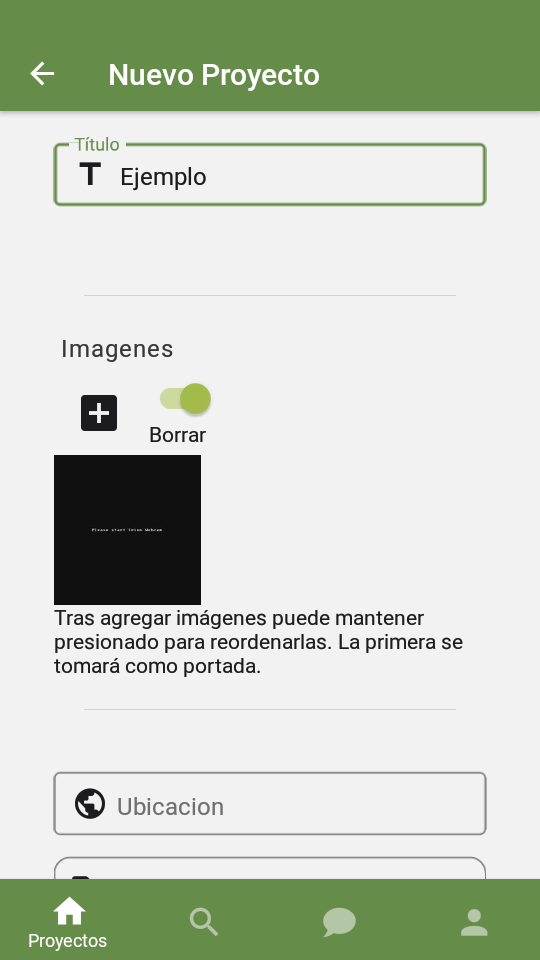 Nuevo Proyecto
Título
Ejemplo
Imagenes
Borrar
Please start Iriun Webcam
Tras agregar imágenes puede mantener
presionado para reordenarlas. La primera se
tomará como portada.
Ubicacion
Proyectos